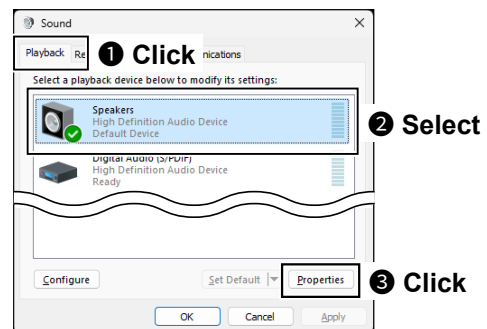 Sound
Playback Re ❶ Click nications
Select a playback device below to modify its settings:
Speakers
High Definition Audio Device
Default Device
❷ Select
Digital Audio (S/PDIF)
High Definition Audio Device
Ready
Configure Set Default Properties ❸ Click
OK Cancel Apply